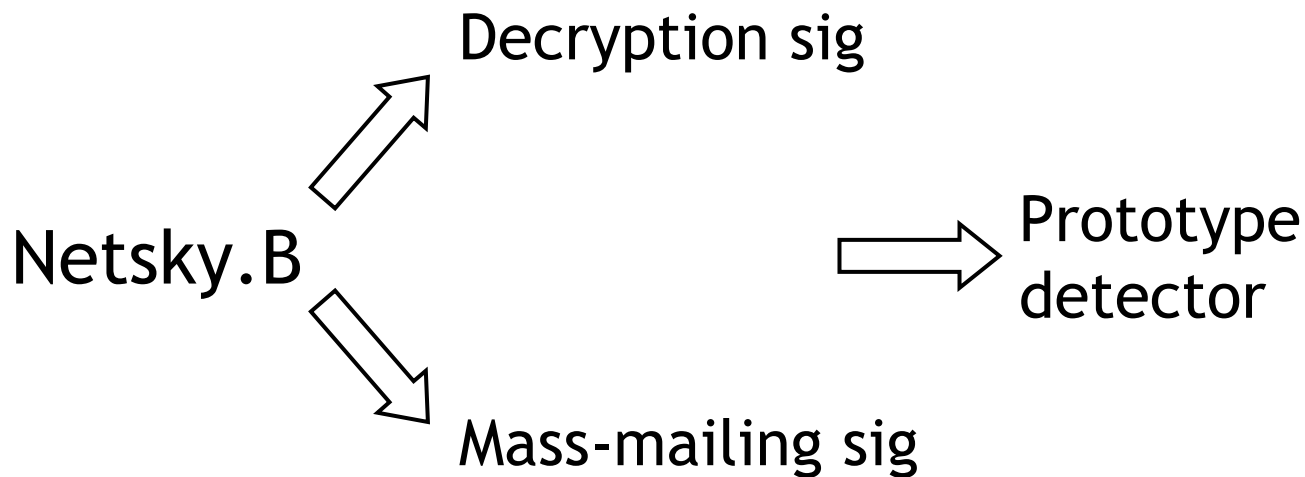 Decryption sig
Netsky.B
Prototype
detector
Mass-mailing sig